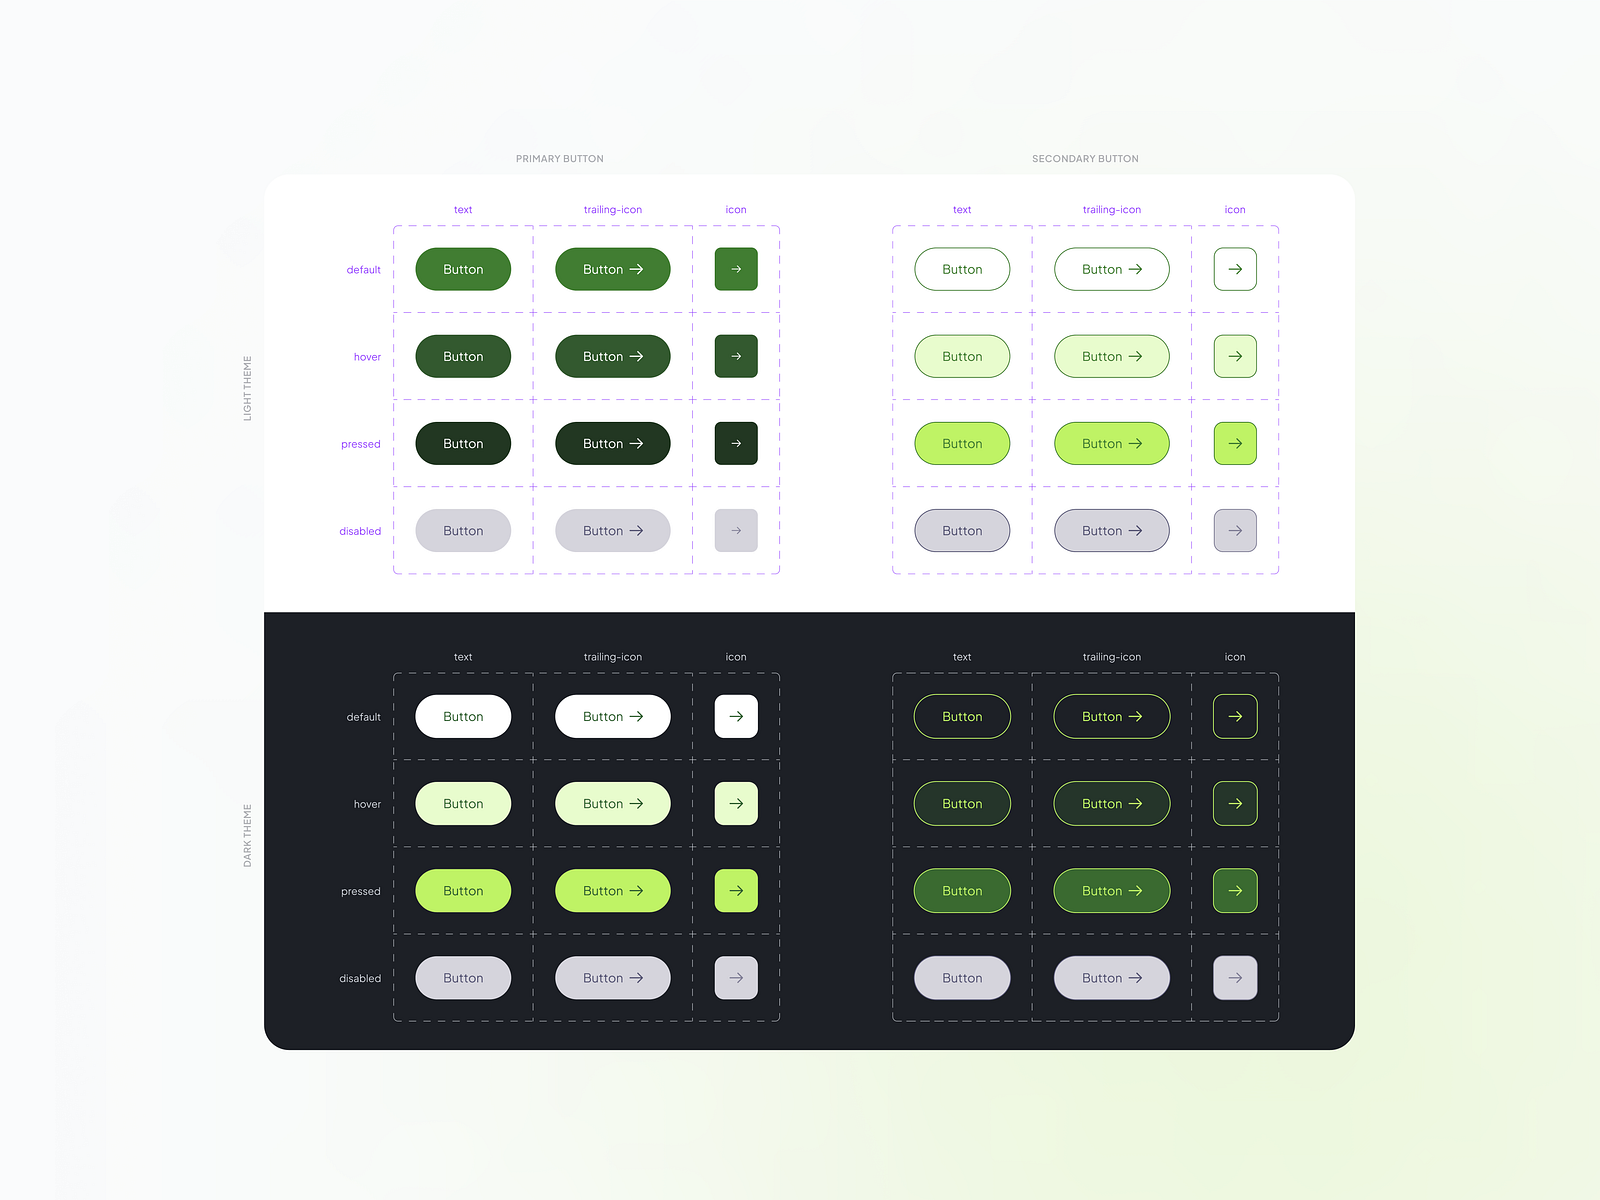 PRIMARY BUTTON SECONDARY BUTTON
LIGHT THEME
text trailing-icon icon text trailing-icon icon
default Button Button Button Button
hover Button Button Button Button
pressed Button Button Button Button
disabled Button Button Button Button
DARK THEME
text trailing-icon icon text trailing-icon icon
default Button Button Button Button
hover Button Button Button Button
pressed Button Button Button Button
disabled Button Button Button Button